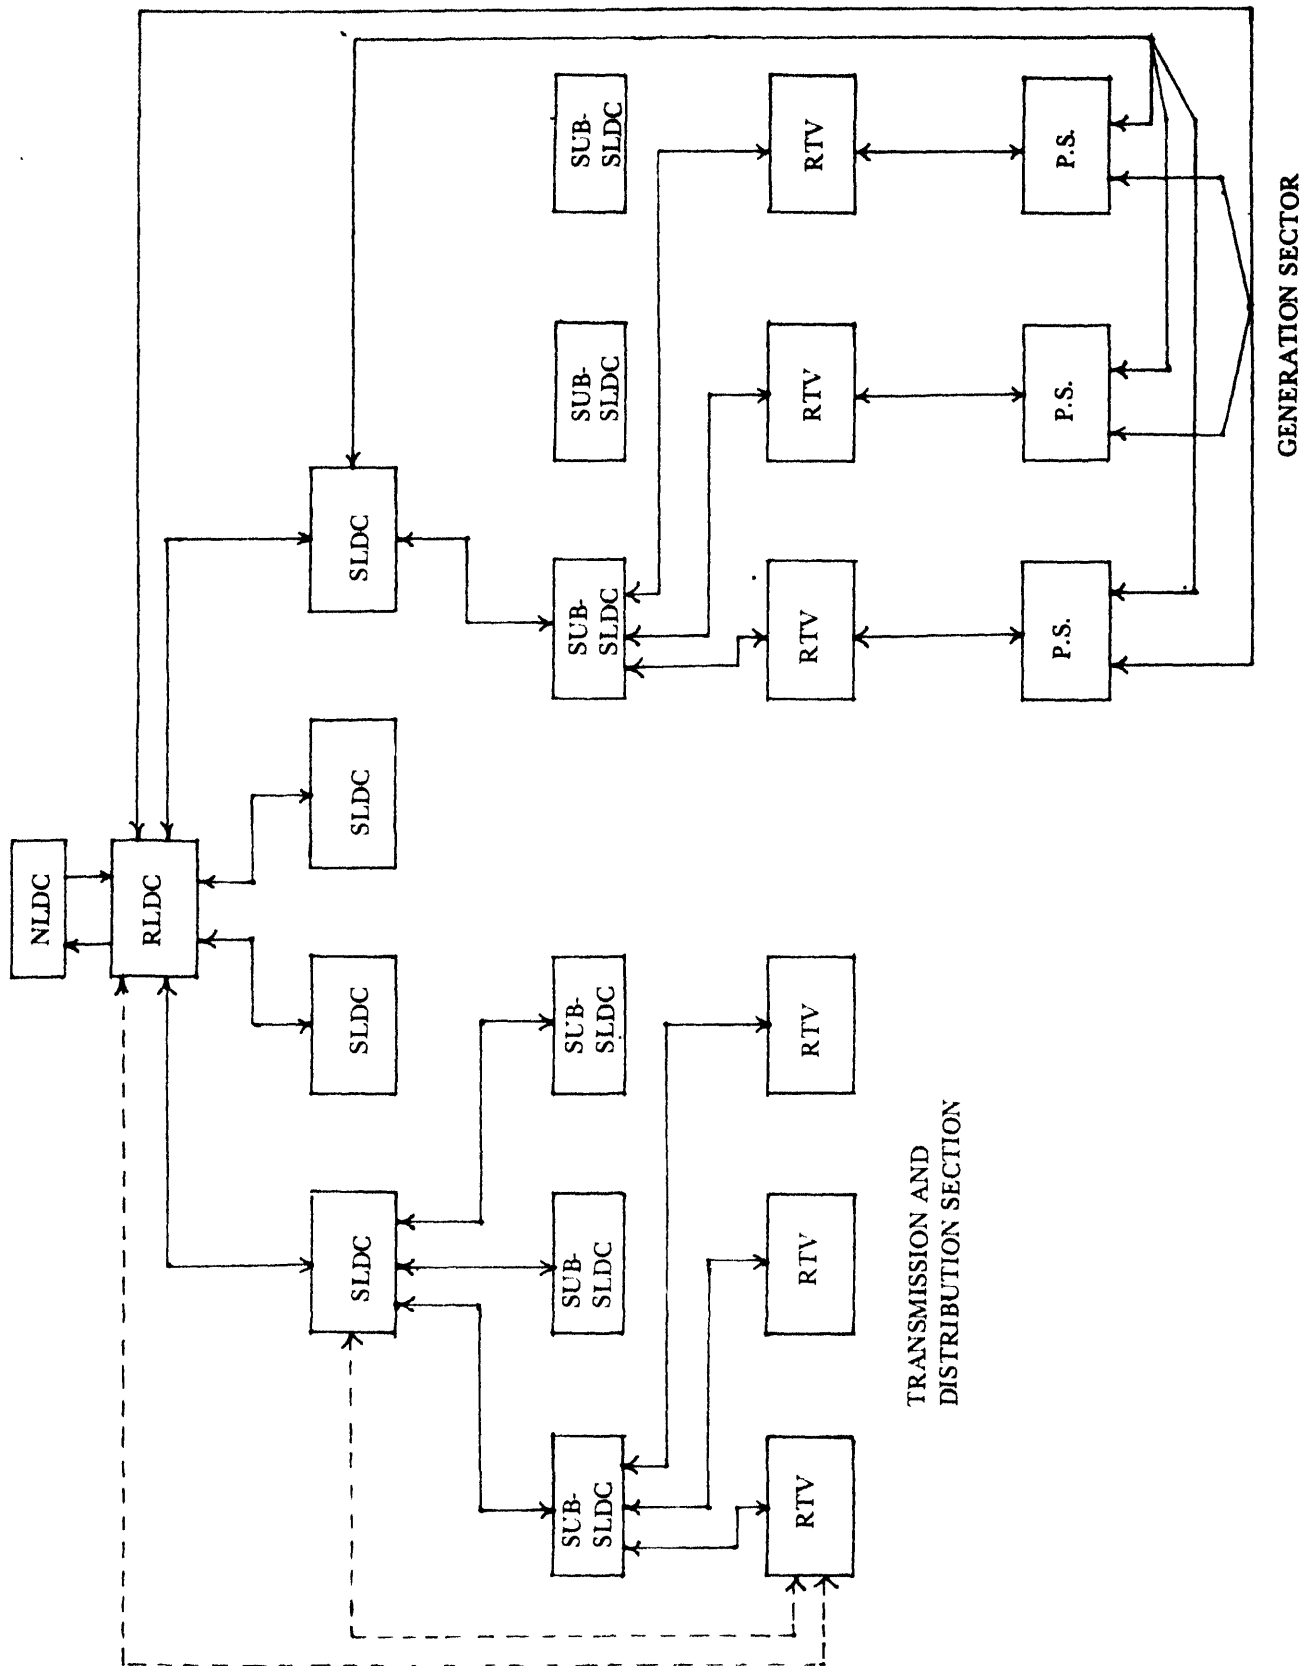 NLDC
RLDC
SLDC
SLDC
SLDC
SLDC
SUB-
SLDC
SUB-
SLDC
SUB-
SLDC
SUB-
SLDC
SUB-
SLDC
SUB-
SLDC
RTV
RTV
RTV
RTV
RTV
RTV
TRANSMISSION AND
DISTRIBUTION SECTION
P.S.
P.S.
P.S.
GENERATION SECTOR